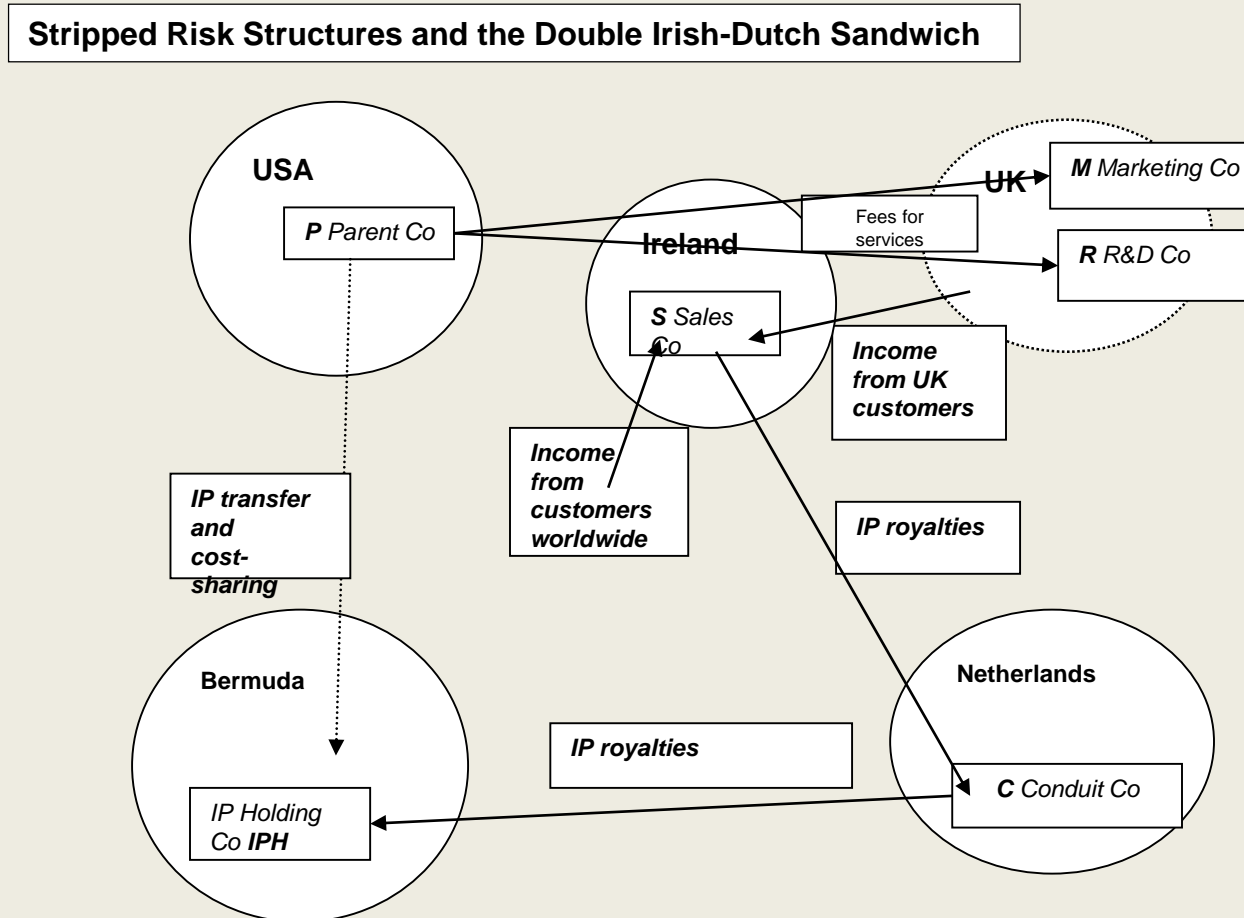 Stripped Risk Structures and the Double Irish-Dutch Sandwich
USA
P Parent Co
UK
M Marketing Co
R R&D Co
Fees for
services
Ireland
S Sales
Co
Income
from UK
customers
Income
from
customers
worldwide
IP transfer
and
cost-
sharing
IP royalties
Bermuda
IP Holding
Co IPH
IP royalties
Netherlands
C Conduit Co